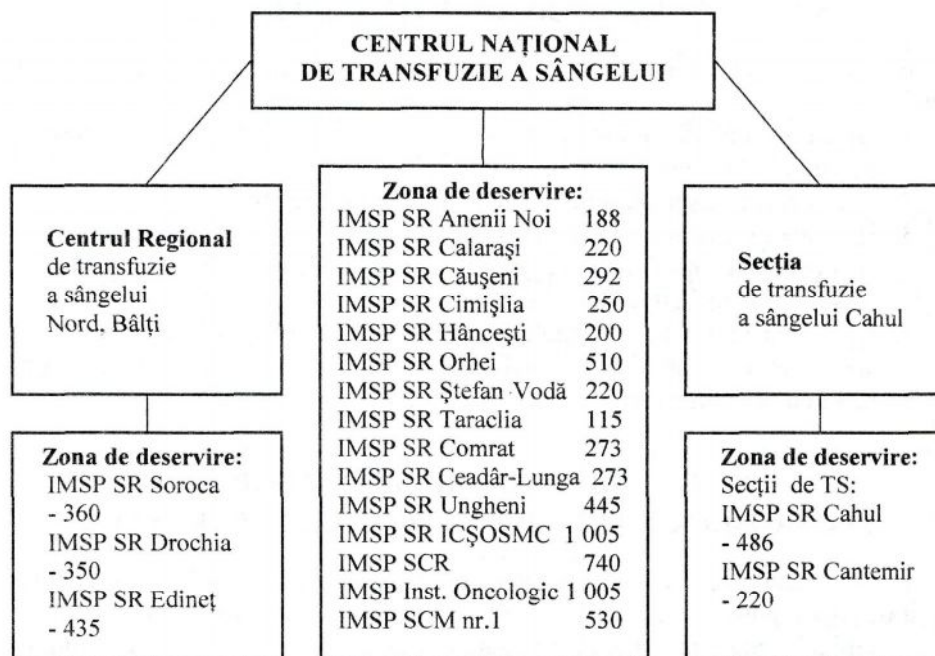 CENTRUL NAȚIONAL
DE TRANSFUZIE A SÂNGELUI
Centrul Regional
de transfuzie
a sângelui
Nord, Bâlți
Zona de deservire:
IMSP SR Soroca
- 360
IMSP SR Drochia
- 350
IMSP SR Edineț
- 435
Zona de deservire:
IMSP SR Anenii Noi 188
IMSP SR Calarași 220
IMSP SR Căușeni 292
IMSP SR Cimișlia 250
IMSP SR Hâncești 200
IMSP SR Orhei 510
IMSP SR Ștefan Vodă 220
IMSP SR Taraclia 115
IMSP SR Comrat 273
IMSP SR Ceadâr-Lunga 273
IMSP SR Ungheni 445
IMSP SR ICȘOSMC 1 005
IMSP SCR 740
IMSP Inst. Oncologic 1 005
IMSP SCM nr.1 530
Secția
de transfuzie
a sângelui Cahul
Zona de deservire:
Secții de TS:
IMSP SR Cahul
- 486
IMSP SR Cantemir
- 220